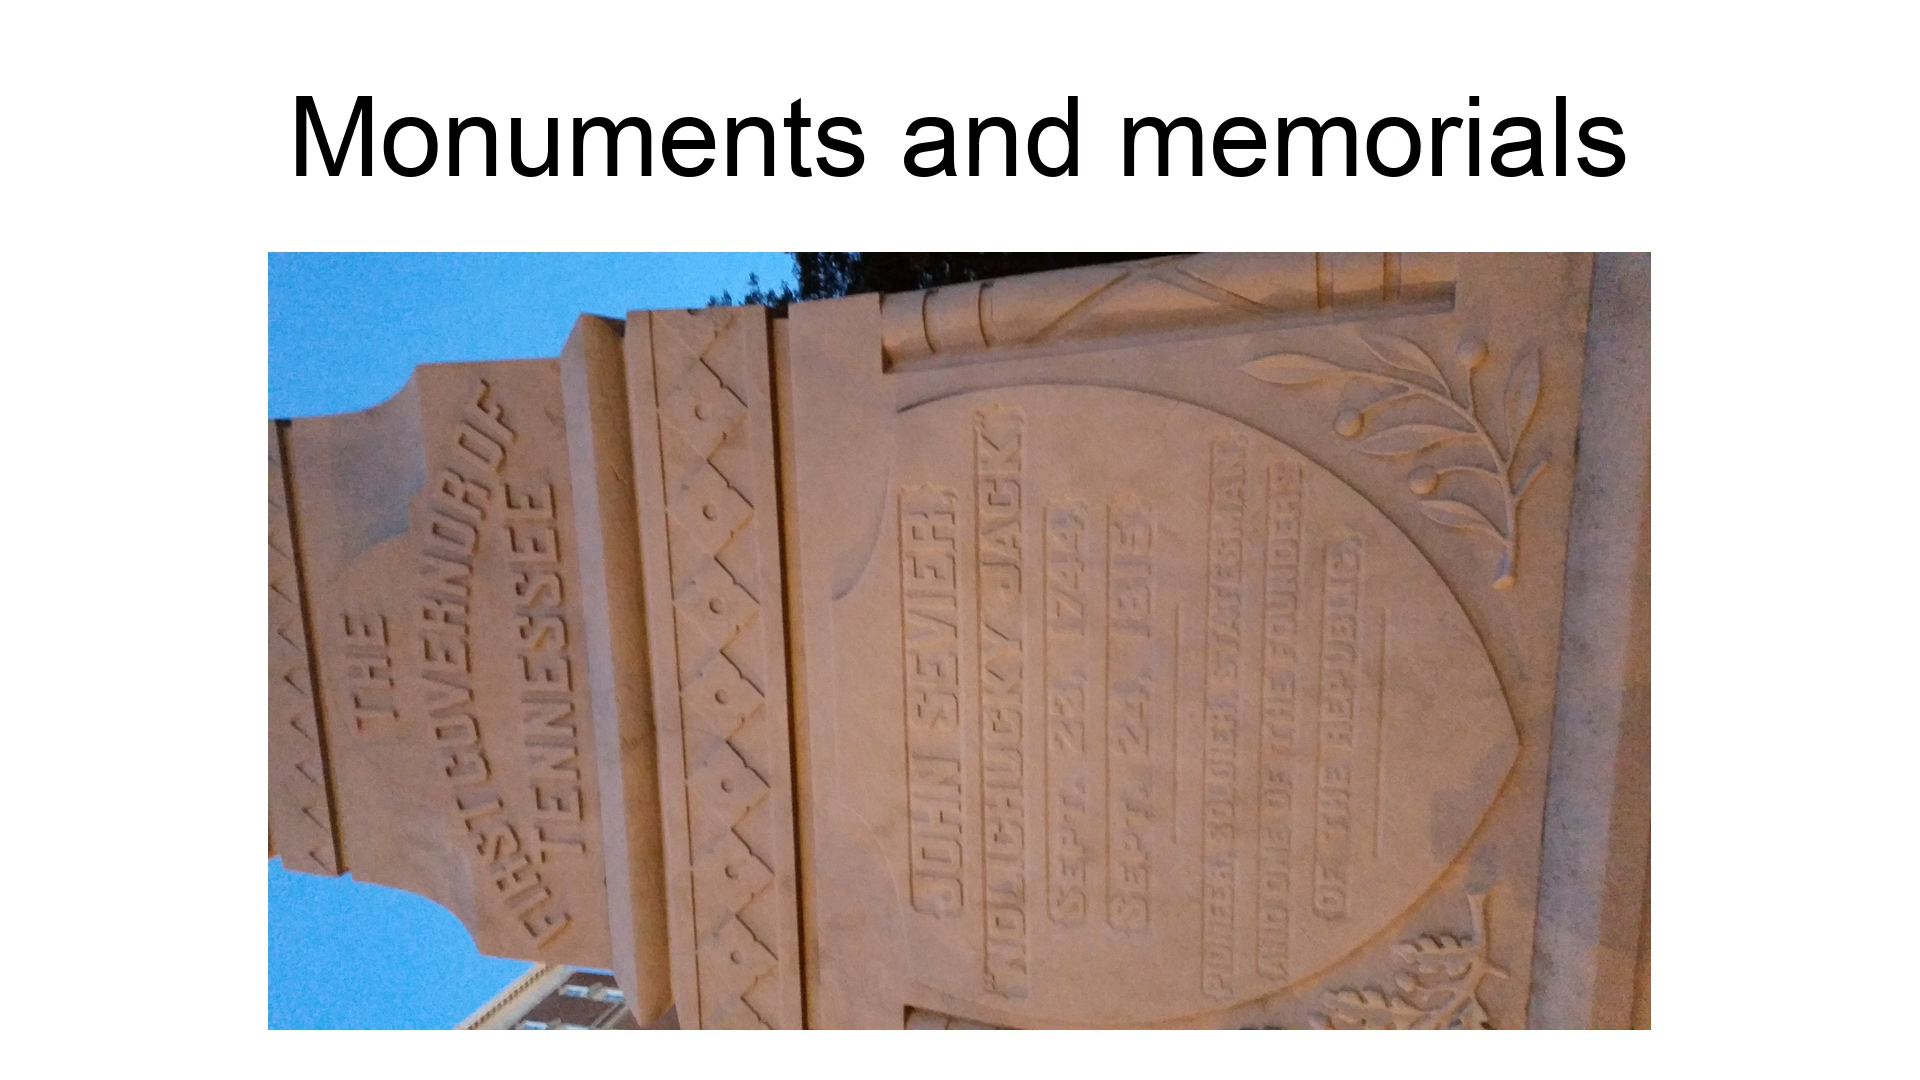 Monuments and memorials
THE
FIRST GOVERNOR OF
TENNESSEE
JOHN SEVIER,
"NOLICHUCKY JACK"
SEPT. 23, 1744,
SEPT. 24, 1815,
PIONEER, SOLDIER, STATESMAN,
AND ONE OF THE FOUNDERS
OF THE REPUBLIC.